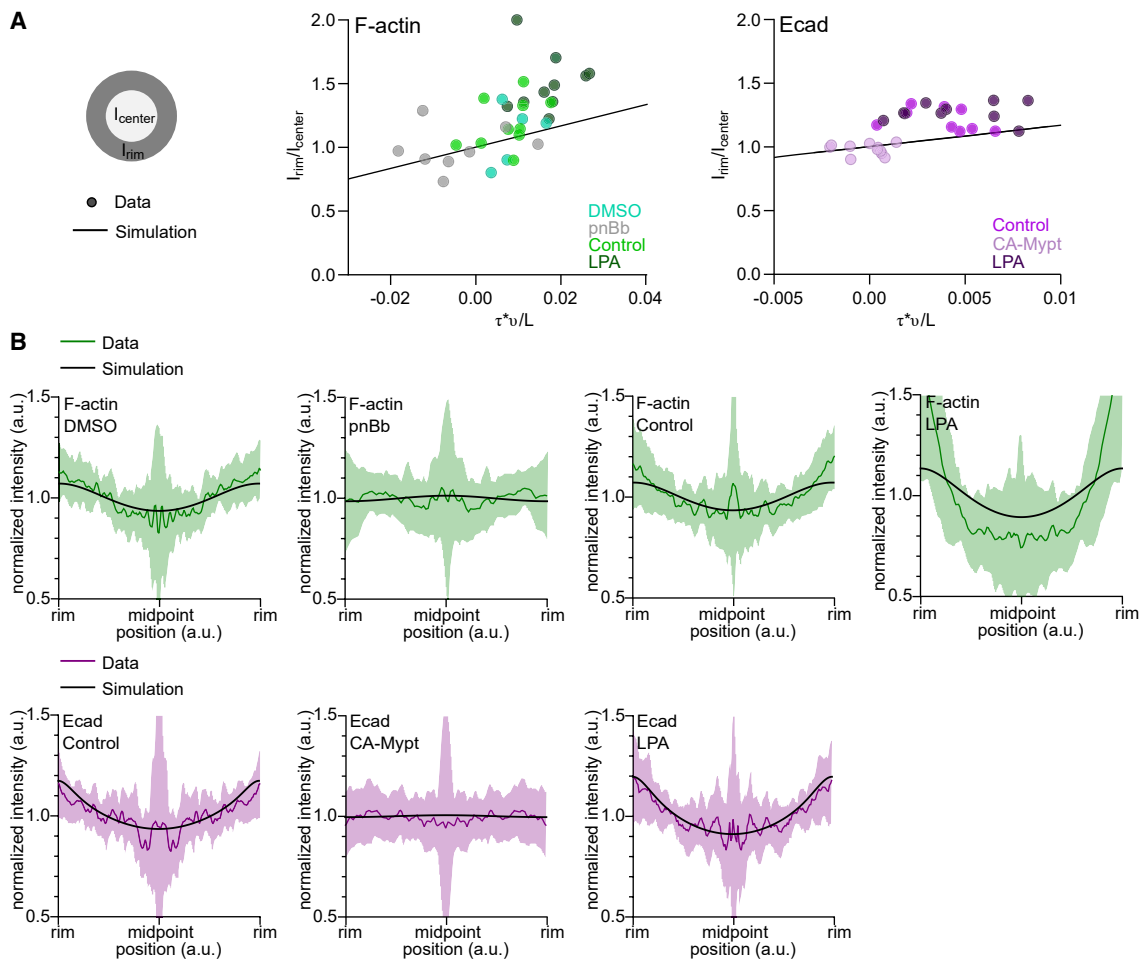 A
I center
I rim
Data
Simulation
F-actin
I rim/I center
2.0
1.5
1.0
0.5
0.0
-0.02
0.00
0.02
0.04
τ*υ/L
DMSO
pnBb
Control
LPA
Ecad
I rim/I center
2.0
1.5
1.0
0.5
0.0
-0.005
0.00
0.005
0.01
τ*υ/L
Control
CA-Mypt
LPA
B
Data
Simulation
normalized intensity (a.u.)
1.5
1.0
0.5
F-actin
DMSO
rim
midpoint
rim
position (a.u.)
normalized intensity (a.u.)
1.5
1.0
0.5
F-actin
pnBb
rim
midpoint
rim
position (a.u.)
normalized intensity (a.u.)
1.5
1.0
0.5
F-actin
Control
rim
midpoint
rim
position (a.u.)
normalized intensity (a.u.)
1.5
1.0
0.5
F-actin
LPA
rim
midpoint
rim
position (a.u.)
Data
Simulation
normalized intensity (a.u.)
1.5
1.0
0.5
Ecad
Control
rim
midpoint
rim
position (a.u.)
normalized intensity (a.u.)
1.5
1.0
0.5
Ecad
CA-Mypt
rim
midpoint
rim
position (a.u.)
normalized intensity (a.u.)
1.5
1.0
0.5
Ecad
LPA
rim
midpoint
rim
position (a.u.)